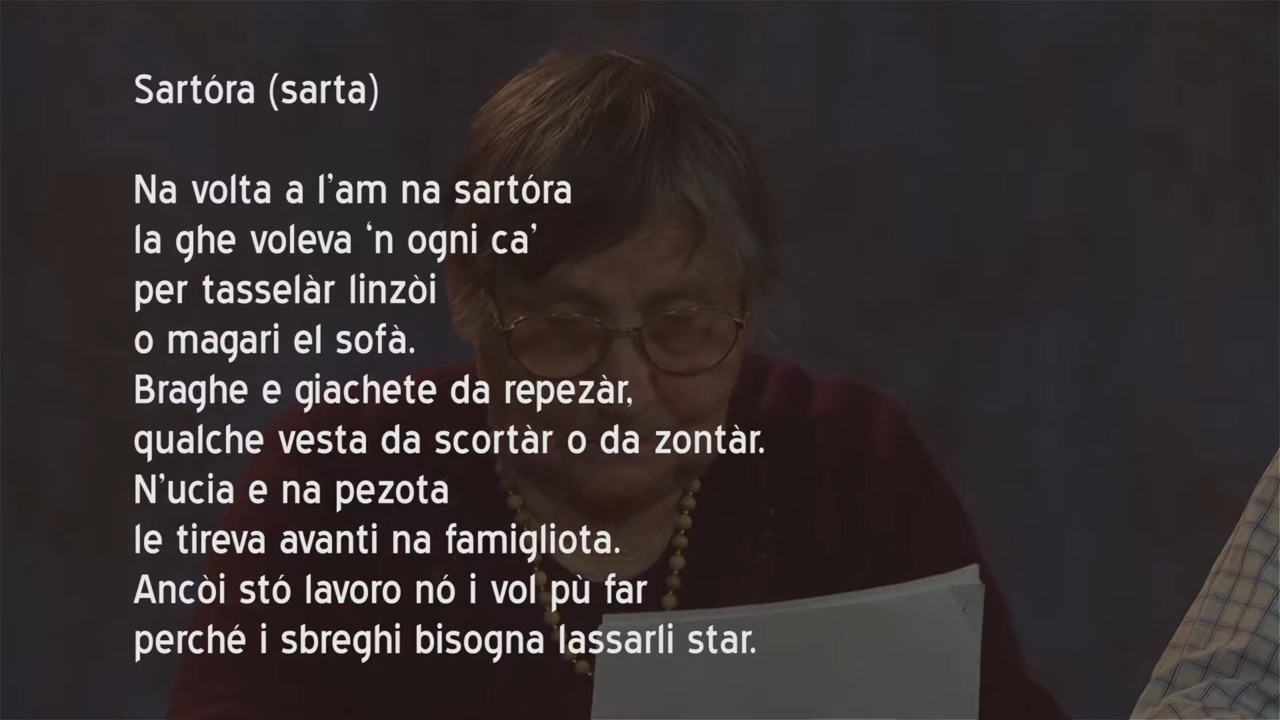 Sartóra (sarta)
Na volta a l’am na sartóra
la ghe voleva ‘n ogni ca’
per tasselàr linzòi
o magari el sofà.
Braghe e giachete da repezàr,
qualche vesta da scortàr o da zontàr.
N’ucia e na pezota
le tireva avanti na famigliota.
Ancòi stó lavoro nó i vol pù far
perché i sbreghi bisogna lassarli star.